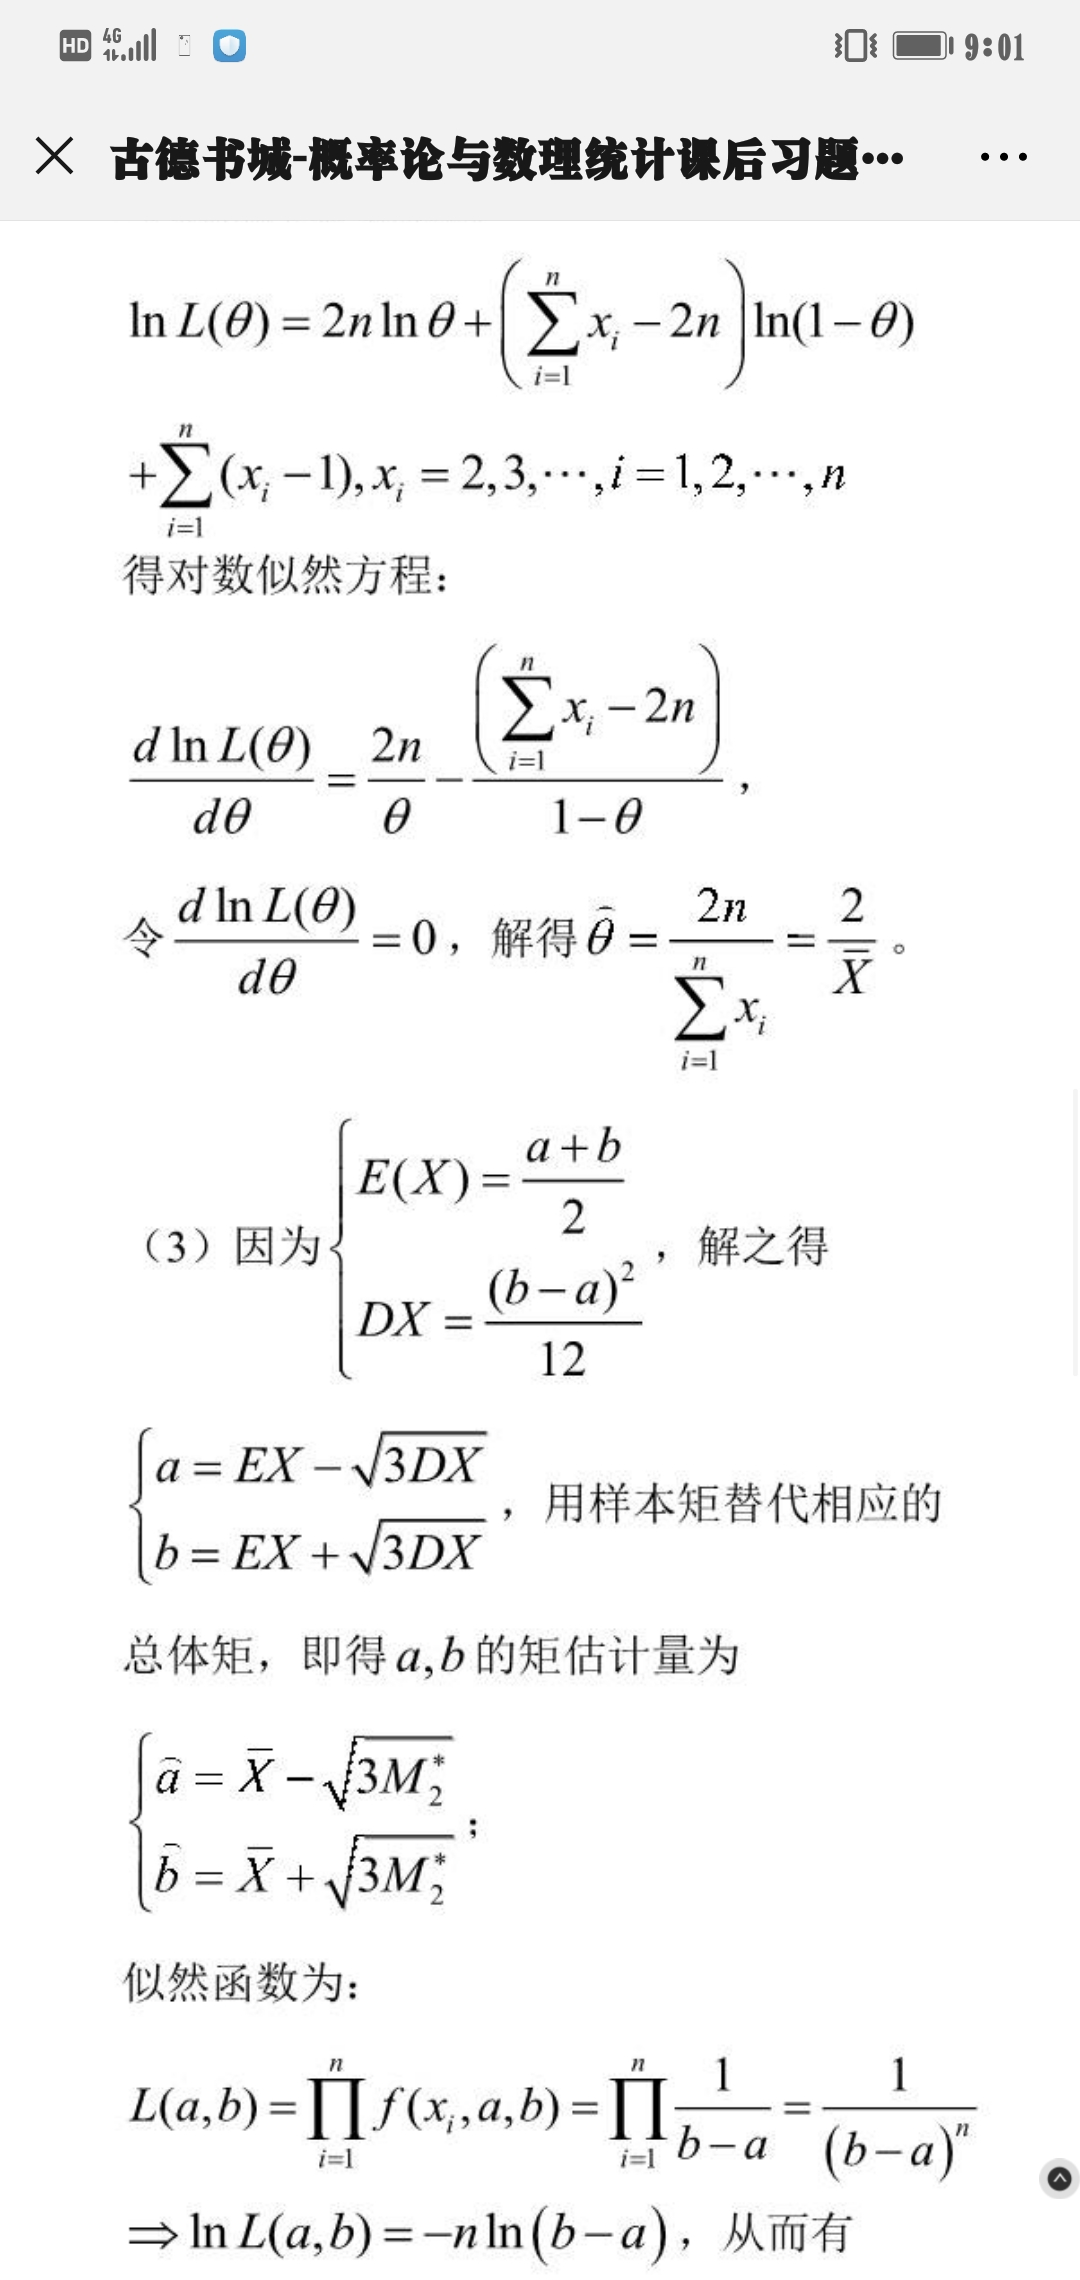 HD 4G 9:01
古德书城-概率论与数理统计课后习题···
ln L(θ) = 2n ln θ + (∑_{i=1}^{n} x_i − 2n) ln(1 − θ)
+ ∑_{i=1}^{n} (x_i − 1), x_i = 2,3,⋯, i = 1,2,⋯,n
得对数似然方程：
d ln L(θ)/dθ = 2n/θ − (∑_{i=1}^{n} x_i − 2n)/(1 − θ)，
令 d ln L(θ)/dθ = 0，解得 θ̂ = 2n/∑_{i=1}^{n} x_i = 2/X̄ 。
（3）因为 { E(X) = (a + b)/2
DX = (b − a)²/12 ，解之得
{ a = EX − √(3DX)
b = EX + √(3DX) ，用样本矩替代相应的
总体矩，即得 a,b 的矩估计量为
{ â = X̄ − √(3M₂*)
b̂ = X̄ + √(3M₂*) ；
似然函数为：
L(a,b) = ∏_{i=1}^{n} f(x_i,a,b) = ∏_{i=1}^{n} 1/(b − a) = 1/(b − a)^n
⇒ ln L(a,b) = −n ln(b − a)，从而有